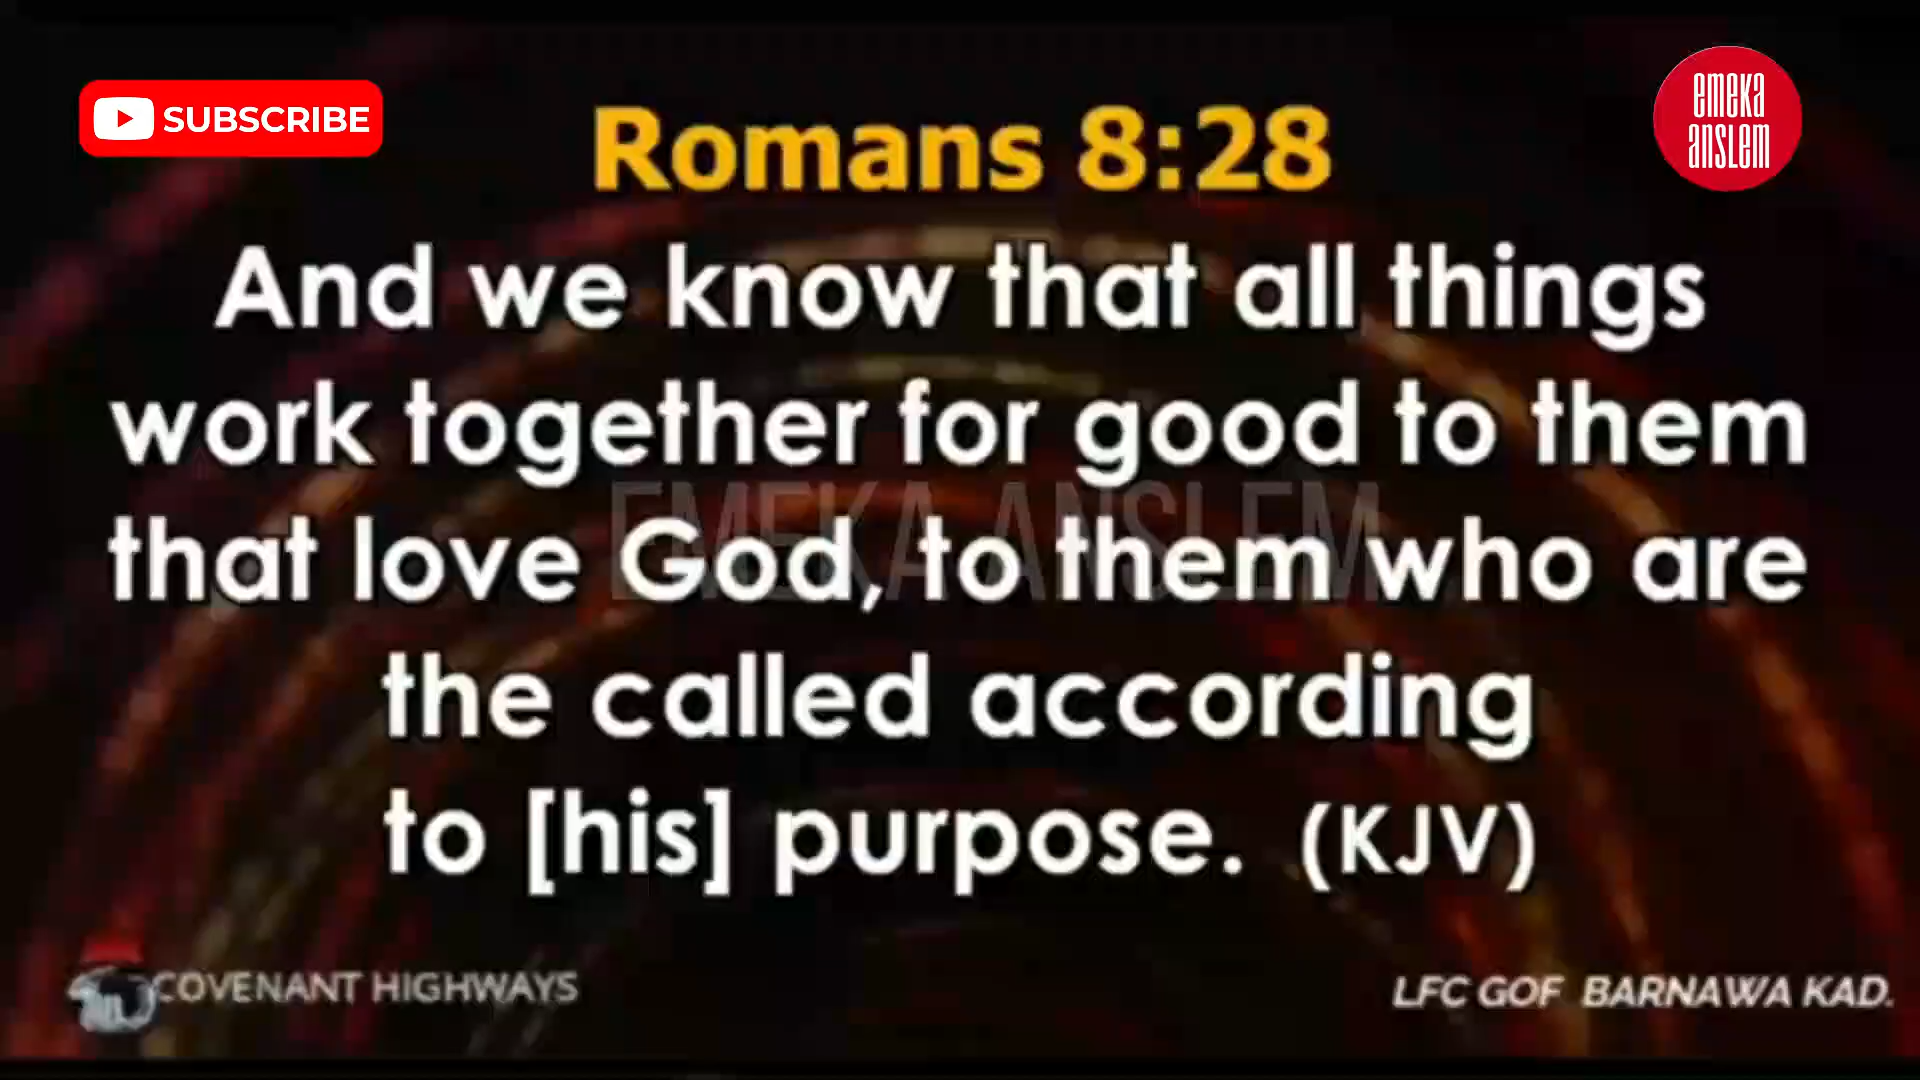 SUBSCRIBE
emeka
anslem
Romans 8:28
And we know that all things
work together for good to them
that love God, to them who are
the called according
to [his] purpose. (KJV)
EMEKA ANSLEM
COVENANT HIGHWAYS
LFC GOF BARNAWA KAD.